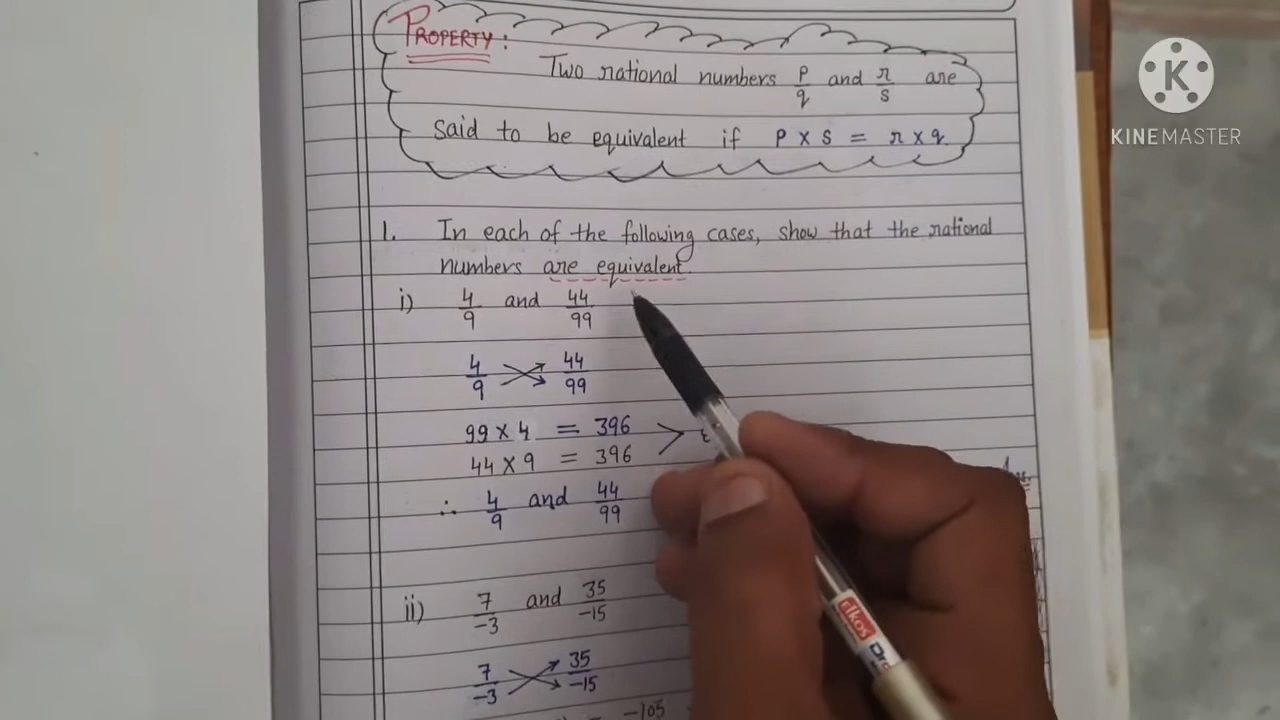 PROPERTY:
Two rational numbers p/q and r/s are
said to be equivalent if p × s = r × q
1. In each of the following cases, show that the rational
numbers are equivalent.
i) 4/9 and 44/99
4/9 44/99
99 × 4 = 396
44 × 9 = 396
∴ 4/9 and 44/99
Ans
ii) 7/-3 and 35/-15
7/-3 35/-15
= -105
elkos
K
KINEMASTER